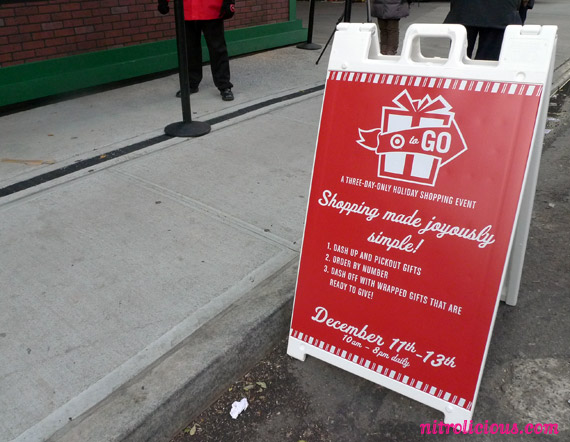 to GO
A THREE-DAY-ONLY HOLIDAY SHOPPING EVENT
Shopping made joyously
simple!
1. DASH UP AND PICKOUT GIFTS
2. ORDER BY NUMBER
3. DASH OFF WITH WRAPPED GIFTS THAT ARE
READY TO GIVE!
December 11th-13th
10am - 8pm daily
nitrolicious.com